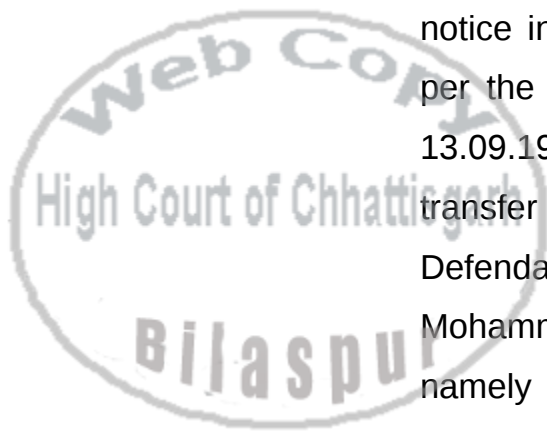 Web Copy
High Court of Chhattisgarh
Bilaspur
notice in
per the
13.09.19
transfer
Defenda
Mohamm
namely